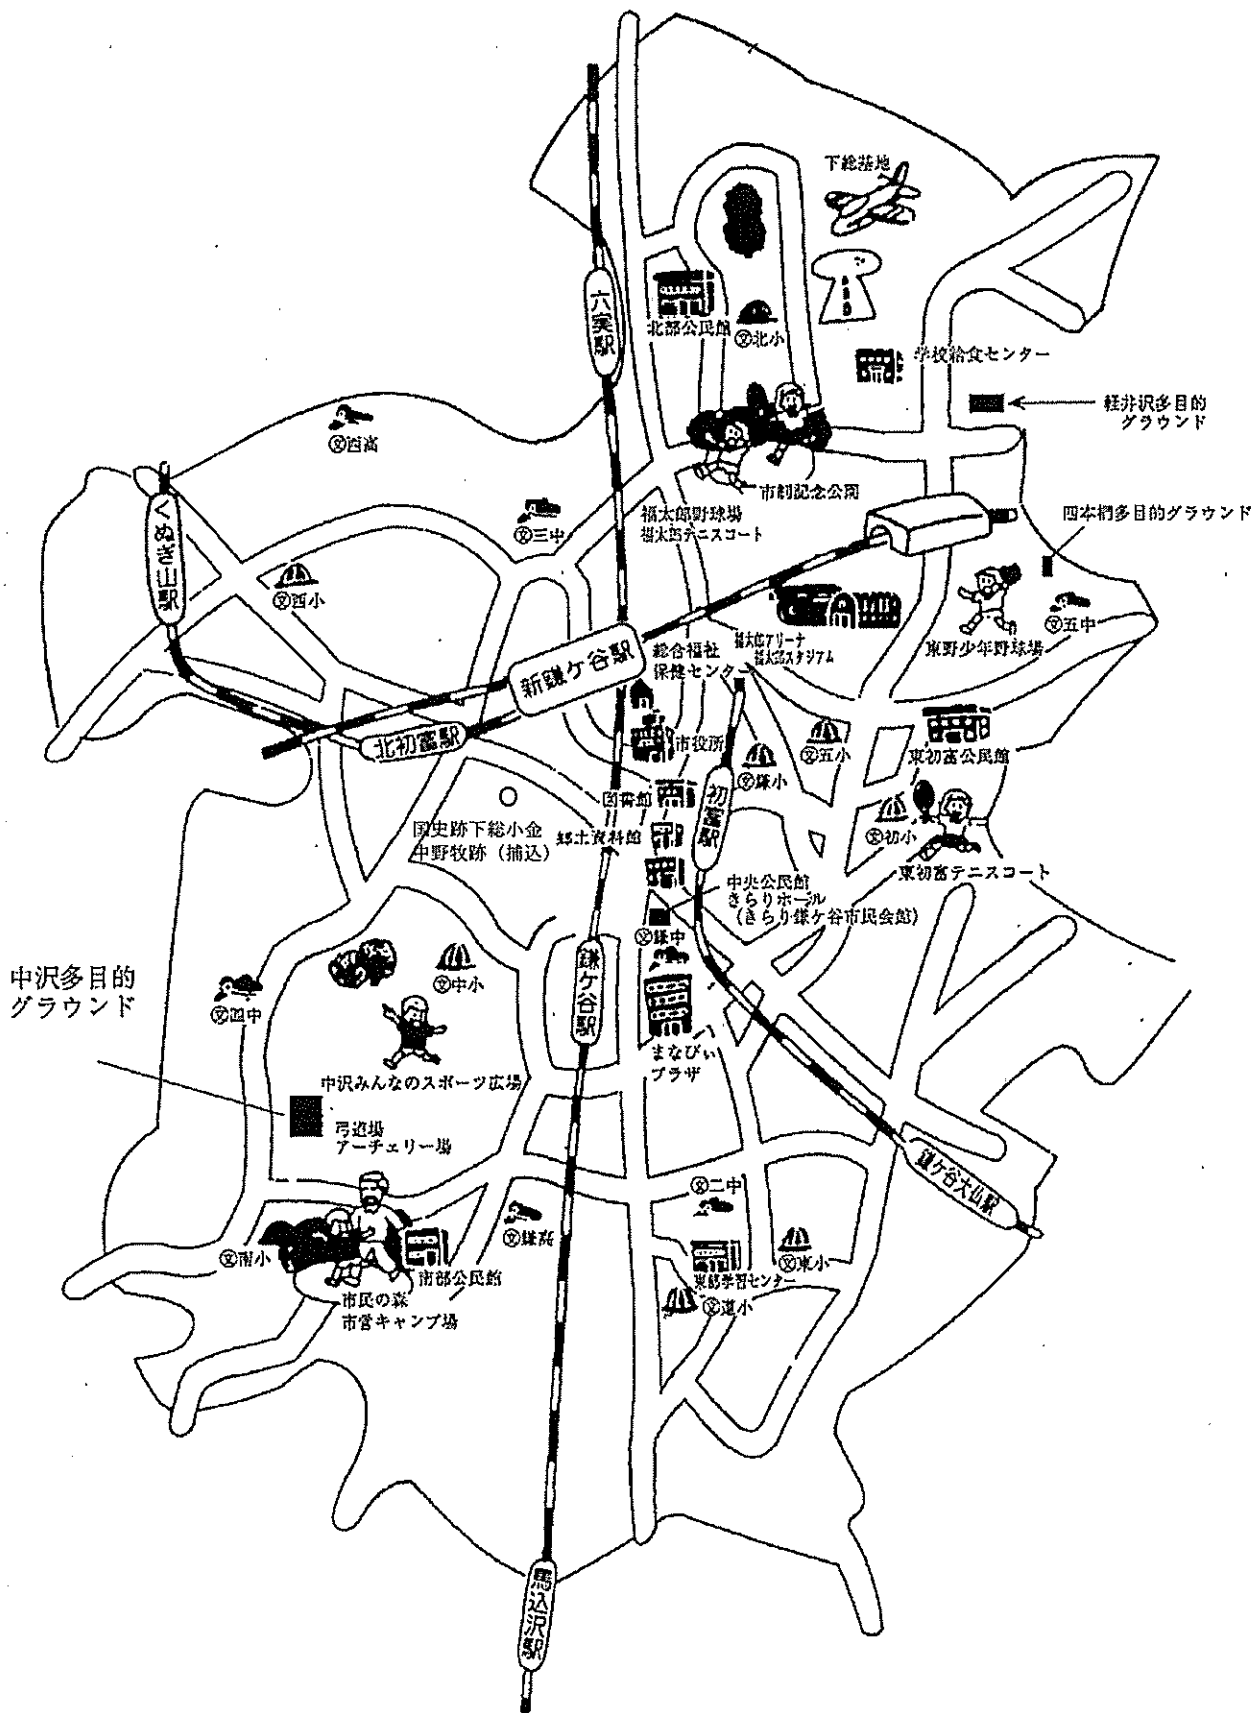 下総基地
六実駅
北部公民館
㊫北小
学校給食センター
軽井沢多目的
グラウンド
㊫西高
市制記念公園
くぬぎ山駅
㊫三中
福太郎野球場
福太郎テニスコート
四本椚多目的グラウンド
㊫西小
㊫五中
東野少年野球場
新鎌ケ谷駅
総合福祉
保健センター
福太郎アリーナ
福太郎スタジアム
北初富駅
市役所
㊫鎌小
㊫五小
東初富公民館
図書館
初富駅
国史跡下総小金
中野牧跡（捕込）
郷土資料館
㊫初小
東初富テニスコート
中央公民館
きらりホール
（きらり鎌ケ谷市民会館）
㊫鎌中
中沢多目的
グラウンド
㊫四中
㊫中小
鎌ケ谷駅
まなびぃ
プラザ
中沢みんなのスポーツ広場
弓道場
アーチェリー場
鎌ケ谷大仏駅
㊫二中
㊫鎌高
㊫南小
南部公民館
㊫東小
東部学習センター
㊫道小
市民の森
市営キャンプ場
馬込沢駅